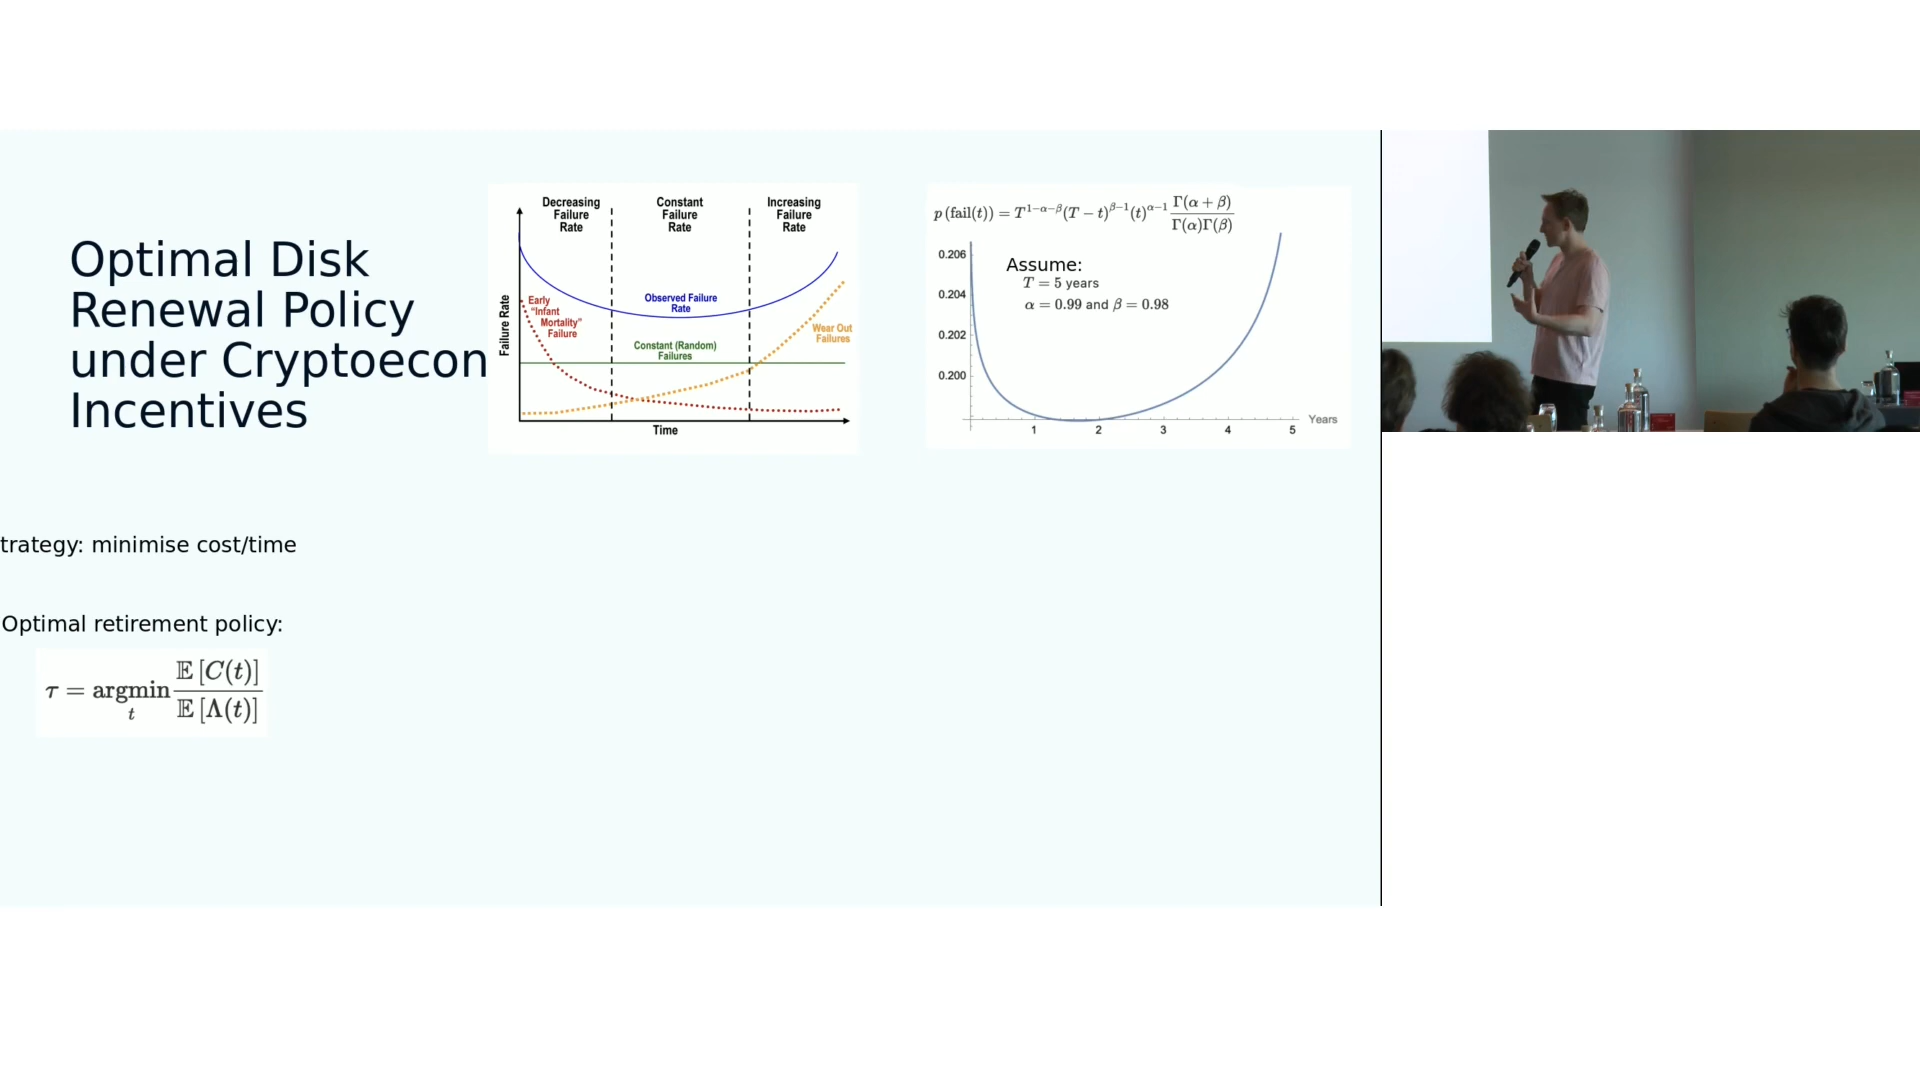 Optimal Disk
Renewal Policy
under Cryptoecon
Incentives
Decreasing Failure Rate
Constant Failure Rate
Increasing Failure Rate
Failure Rate
Early "Infant Mortality" Failure
Observed Failure Rate
Constant (Random) Failures
Wear Out Failures
Time
p (fail(t)) = T^{1−α−β}(T − t)^{β−1}(t)^{α−1} Γ(α + β) / Γ(α)Γ(β)
Assume:
T = 5 years
α = 0.99 and β = 0.98
0.206
0.204
0.202
0.200
1 2 3 4 5 Years
trategy: minimise cost/time
Optimal retirement policy:
τ = argmin_t 𝔼 [C(t)] / 𝔼 [Λ(t)]